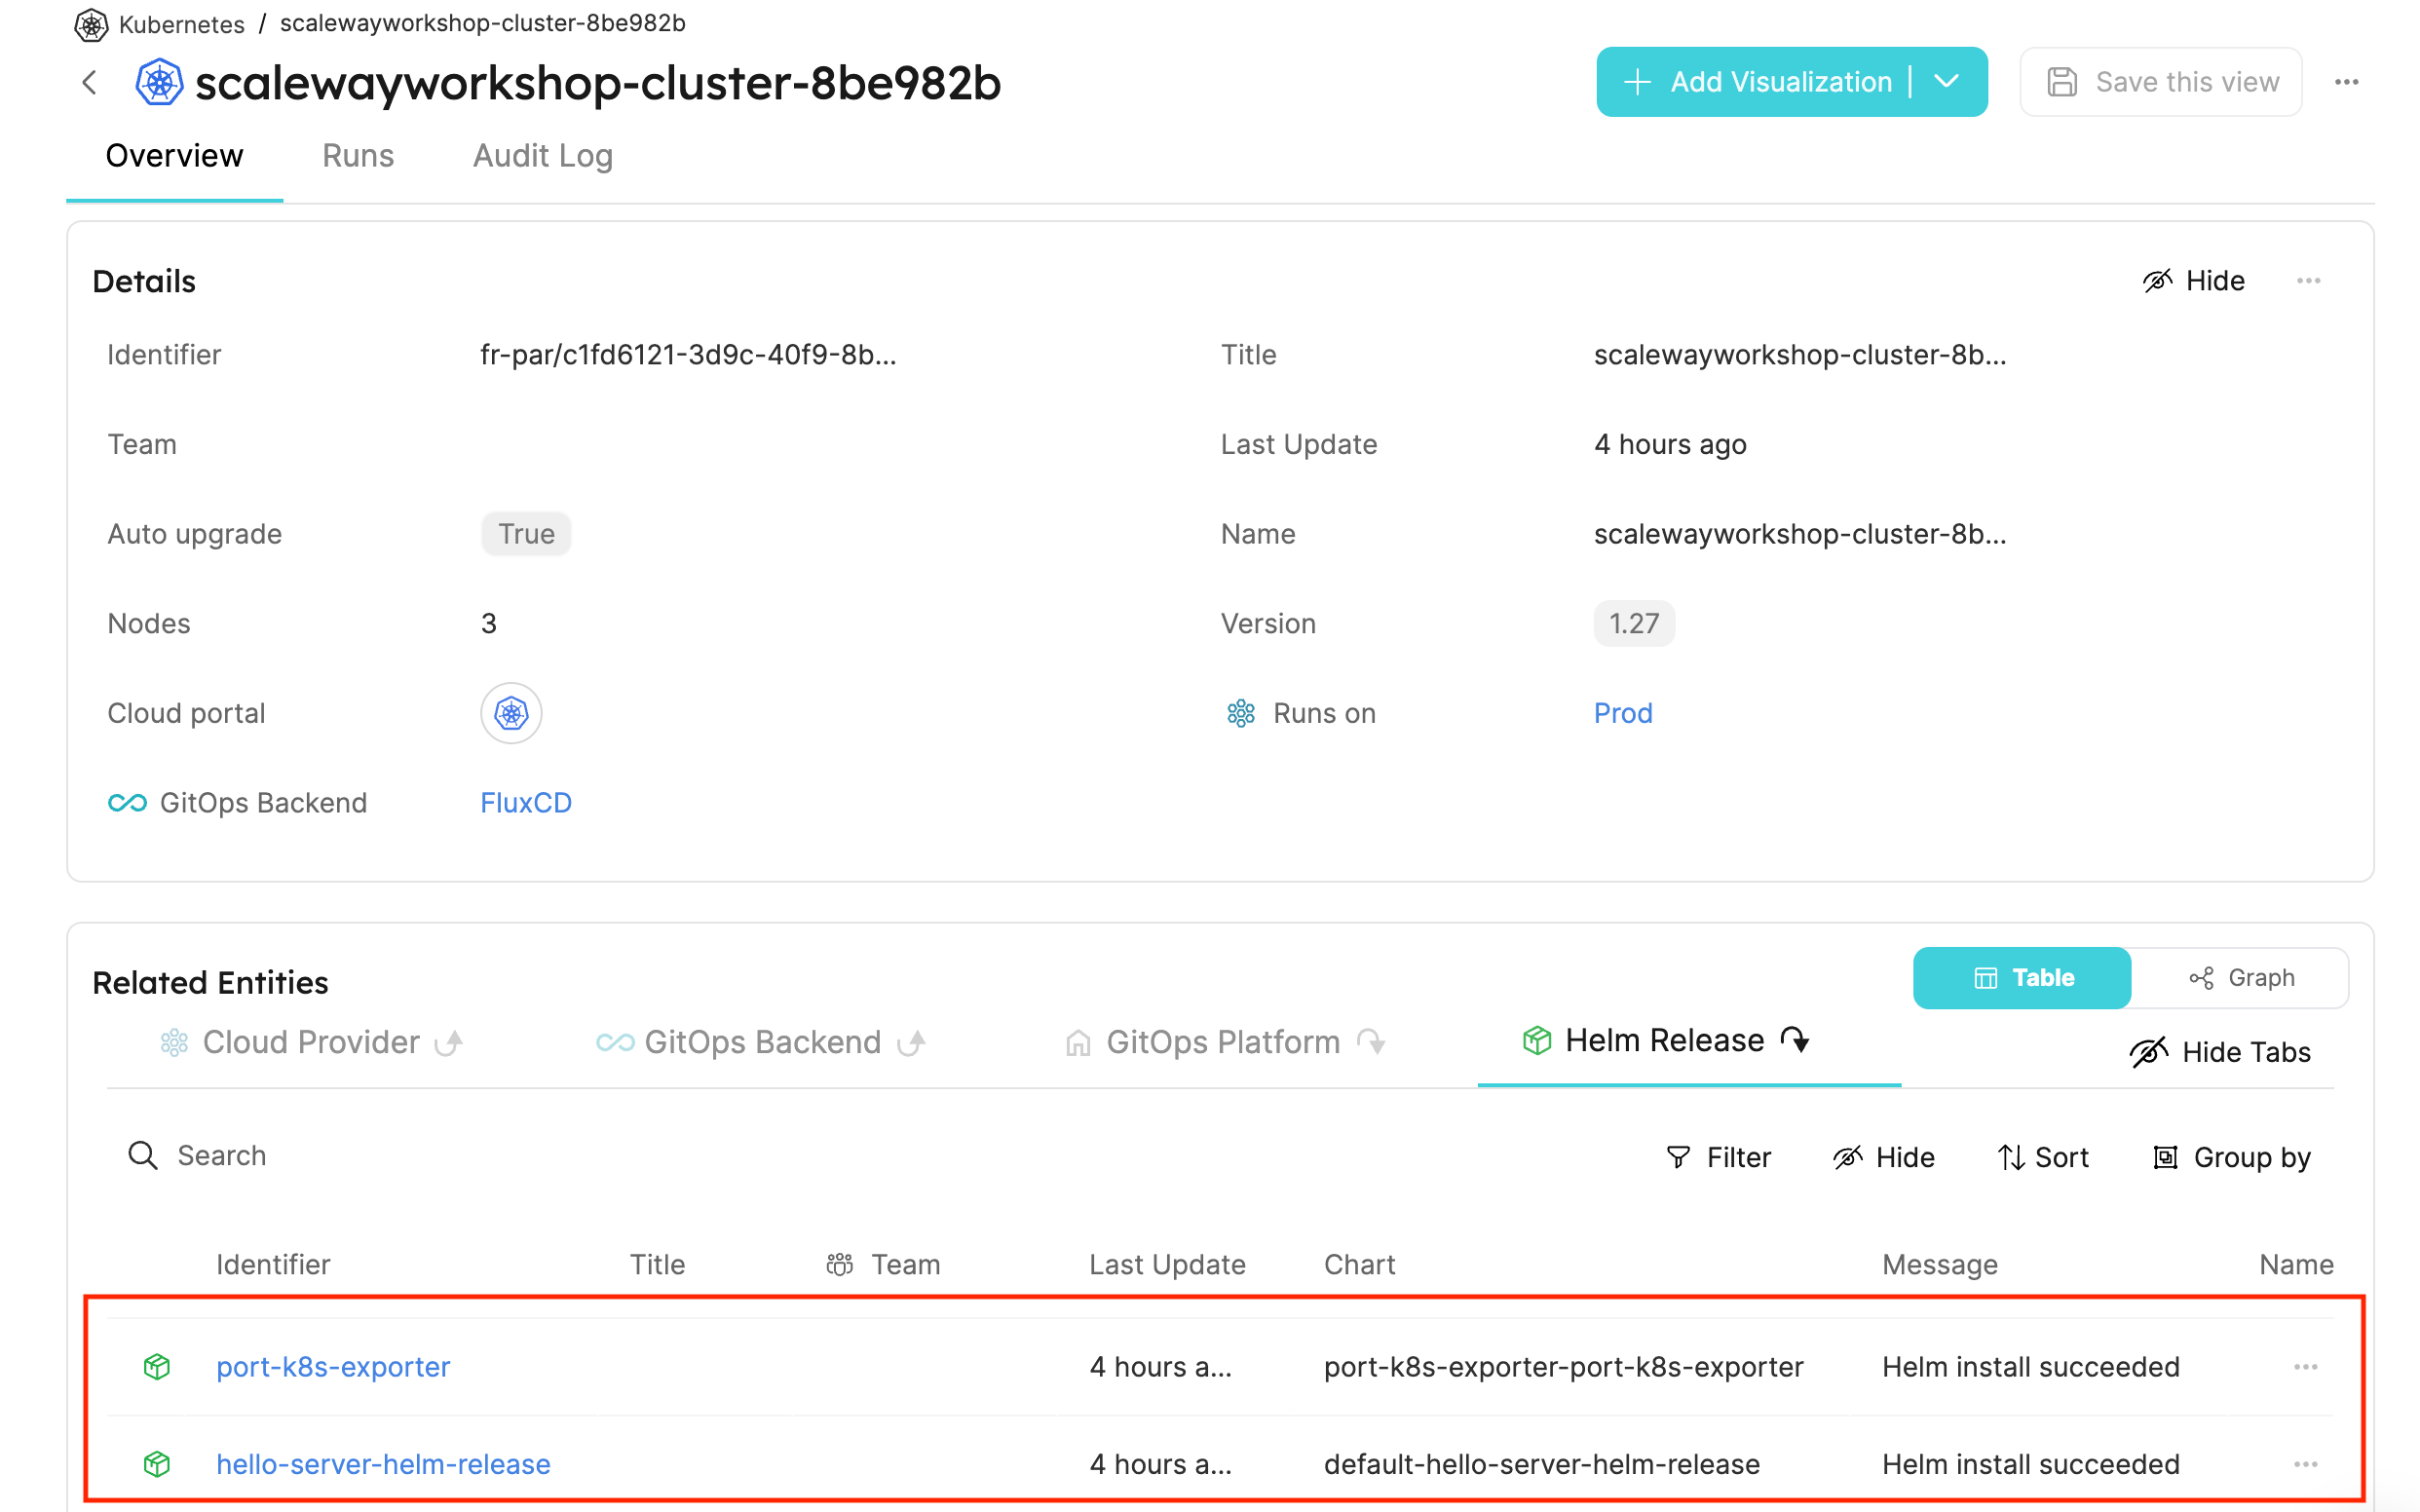 Kubernetes / scalewayworkshop-cluster-8be982b
scalewayworkshop-cluster-8be982b
Add Visualization
Save this view
Overview Runs Audit Log
Details
Hide
Identifier fr-par/c1fd6121-3d9c-40f9-8b... Title scalewayworkshop-cluster-8b...
Team Last Update 4 hours ago
Auto upgrade True Name scalewayworkshop-cluster-8b...
Nodes 3 Version 1.27
Cloud portal Runs on Prod
GitOps Backend FluxCD
Related Entities
Table Graph
Cloud Provider GitOps Backend GitOps Platform Helm Release Hide Tabs
Search Filter Hide Sort Group by
Identifier Title Team Last Update Chart Message Name
port-k8s-exporter 4 hours a... port-k8s-exporter-port-k8s-exporter Helm install succeeded
hello-server-helm-release 4 hours a... default-hello-server-helm-release Helm install succeeded